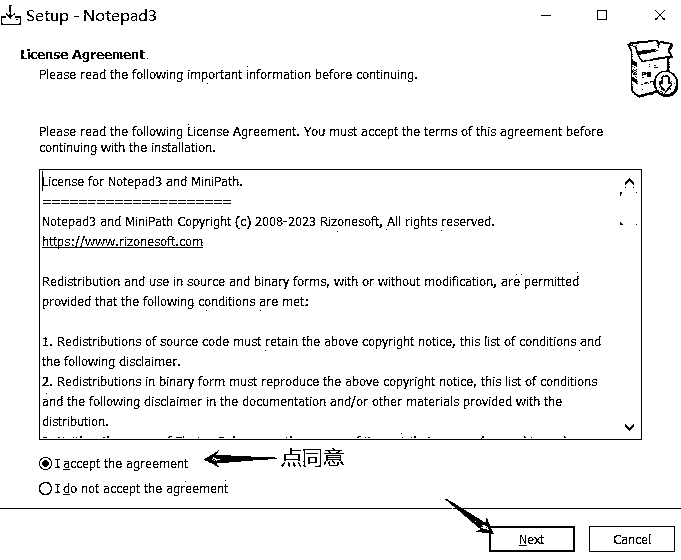 Setup - Notepad3
License Agreement
Please read the following important information before continuing.
Please read the following License Agreement. You must accept the terms of this agreement before
continuing with the installation.
License for Notepad3 and MiniPath.
=====================
Notepad3 and MiniPath Copyright (c) 2008-2023 Rizonesoft, All rights reserved.
https://www.rizonesoft.com
Redistribution and use in source and binary forms, with or without modification, are permitted
provided that the following conditions are met:
1. Redistributions of source code must retain the above copyright notice, this list of conditions and
the following disclaimer.
2. Redistributions in binary form must reproduce the above copyright notice, this list of conditions
and the following disclaimer in the documentation and/or other materials provided with the
distribution.
I accept the agreement 点同意
I do not accept the agreement
Next Cancel